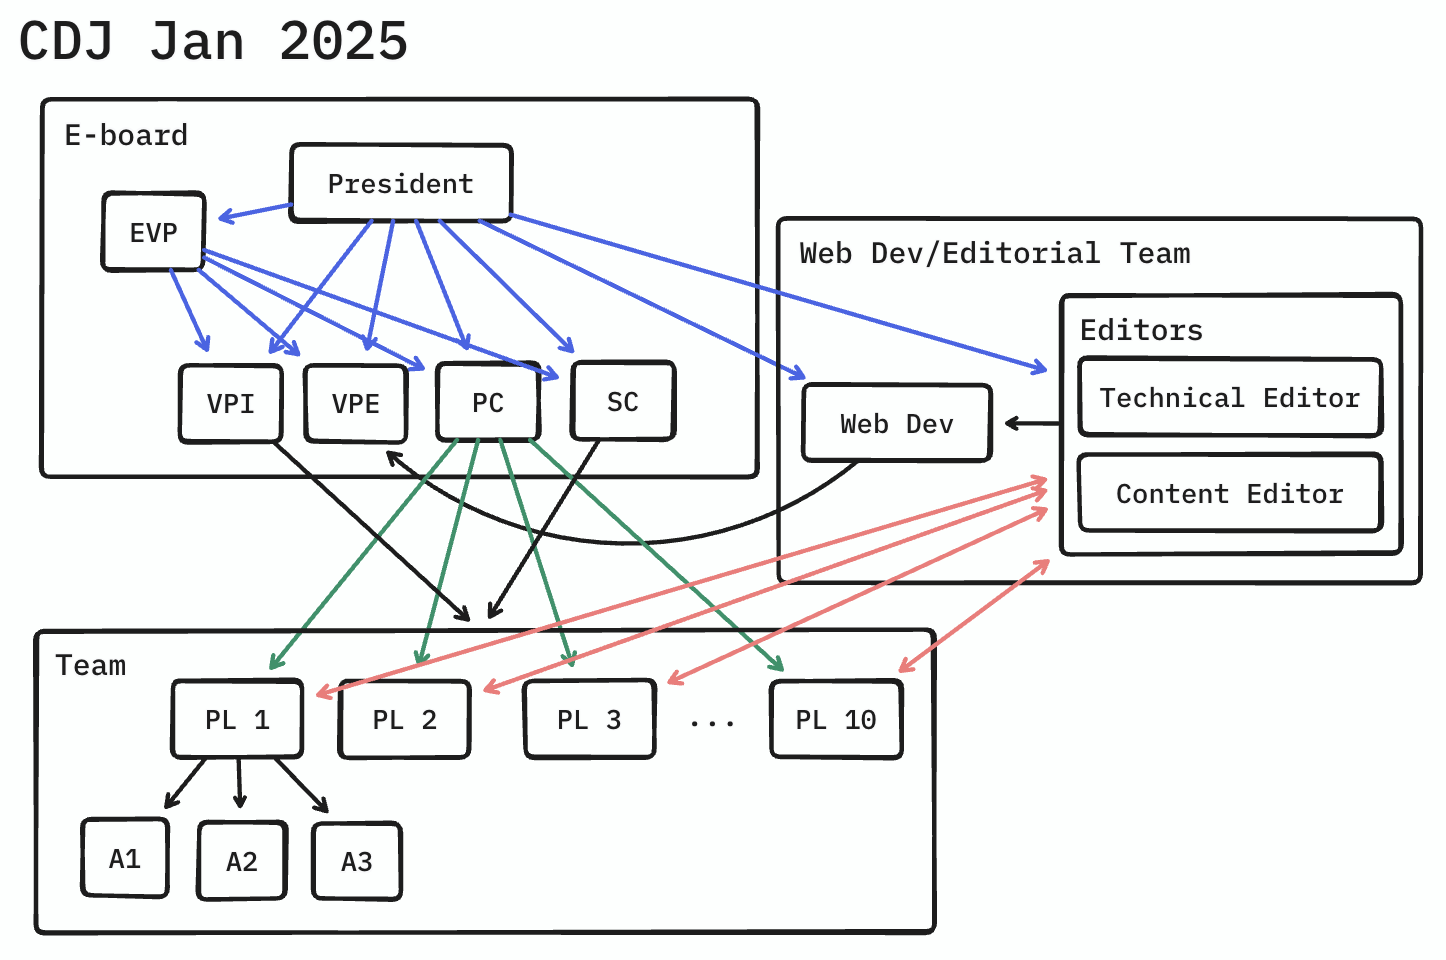 CDJ Jan 2025
E-board
President
EVP
VPI
VPE
PC
SC
Web Dev/Editorial Team
Editors
Technical Editor
Web Dev
Content Editor
Team
PL 1
PL 2
PL 3
...
PL 10
A1
A2
A3